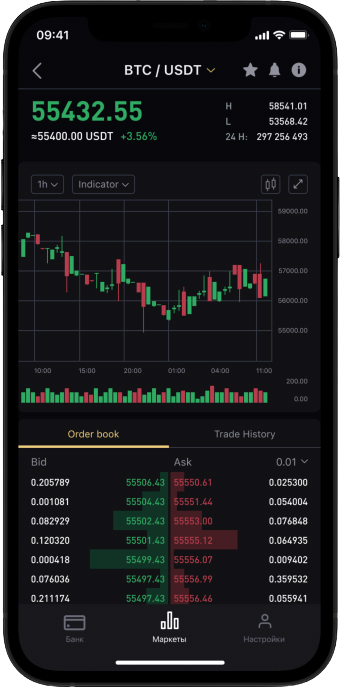 09:41
BTC / USDT
55432.55
≈55400.00 USDT +3.56%
H 58541.01
L 53568.42
24 H: 297 256 493
1h Indicator
59000.00
58000.00
57000.00
56000.00
55000.00
10:00 15:00 20:00 01:00 04:00 11:00
200.00
0.00
Order book Trade History
Bid Ask 0.01
0.205789 55506.43 55550.61 0.025300
0.001081 55504.43 55551.44 0.054004
0.082929 55502.43 55553.00 0.076848
0.120320 55501.43 55555.12 0.064935
0.000418 55499.43 55556.07 0.009402
0.076036 55497.43 55556.99 0.359532
0.211174 55497.43 55556.46 0.055941
Банк Маркеты Настройки